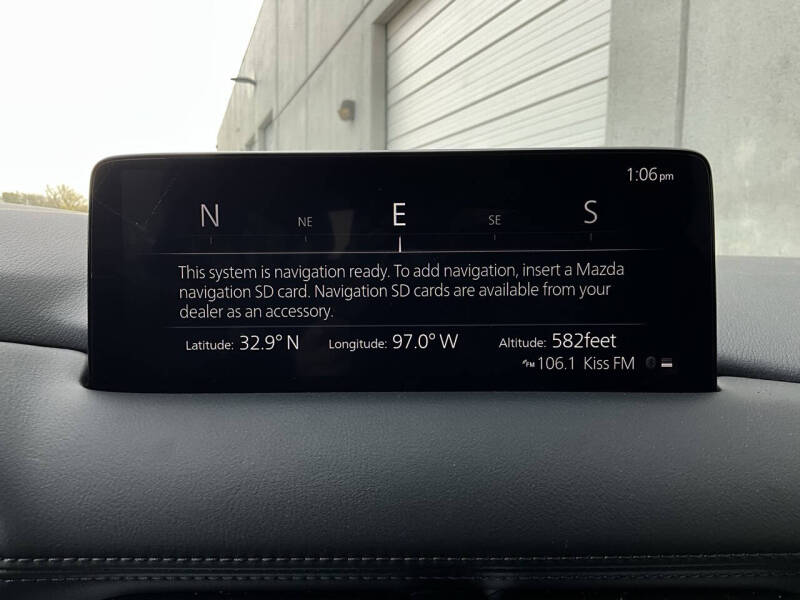 1:06 pm
N NE E SE S
This system is navigation ready. To add navigation, insert a Mazda
navigation SD card. Navigation SD cards are available from your
dealer as an accessory.
Latitude: 32.9° N Longitude: 97.0° W Altitude: 582feet
FM 106.1 Kiss FM